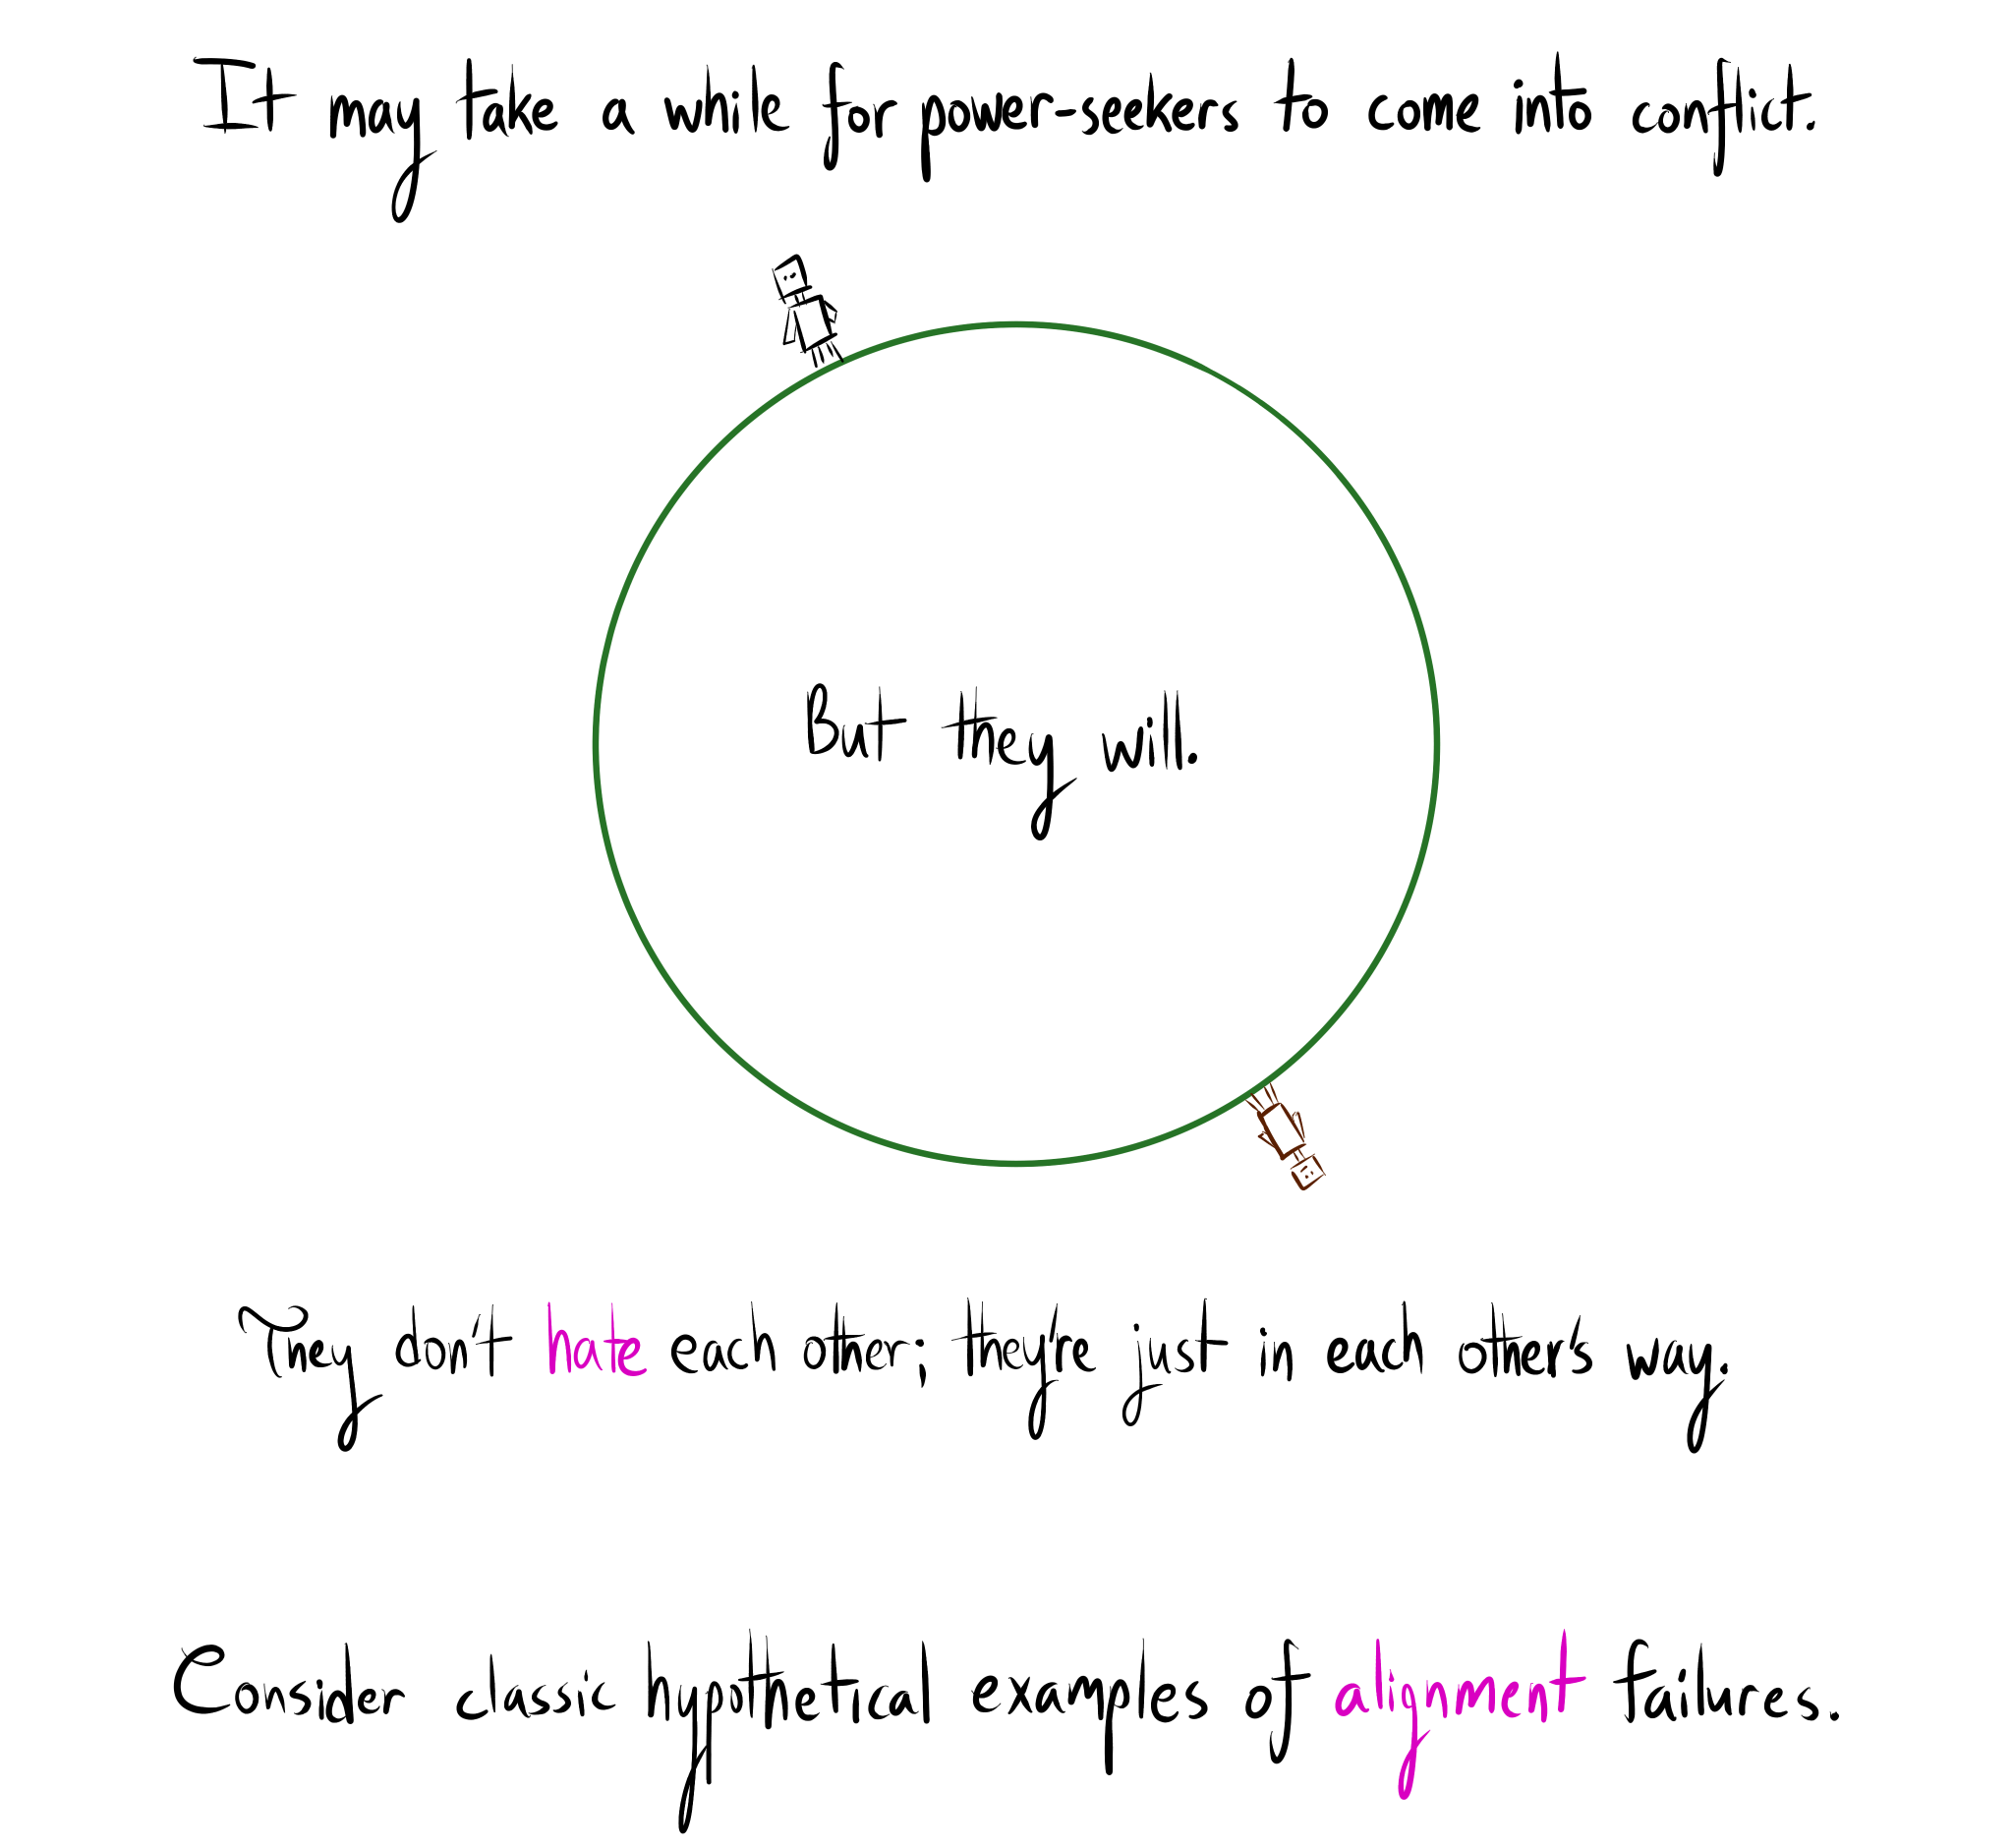 It may take a while for power-seekers to come into conflict.
But they will.
They don't hate each other; they're just in each other's way.
Consider classic hypothetical examples of alignment failures.